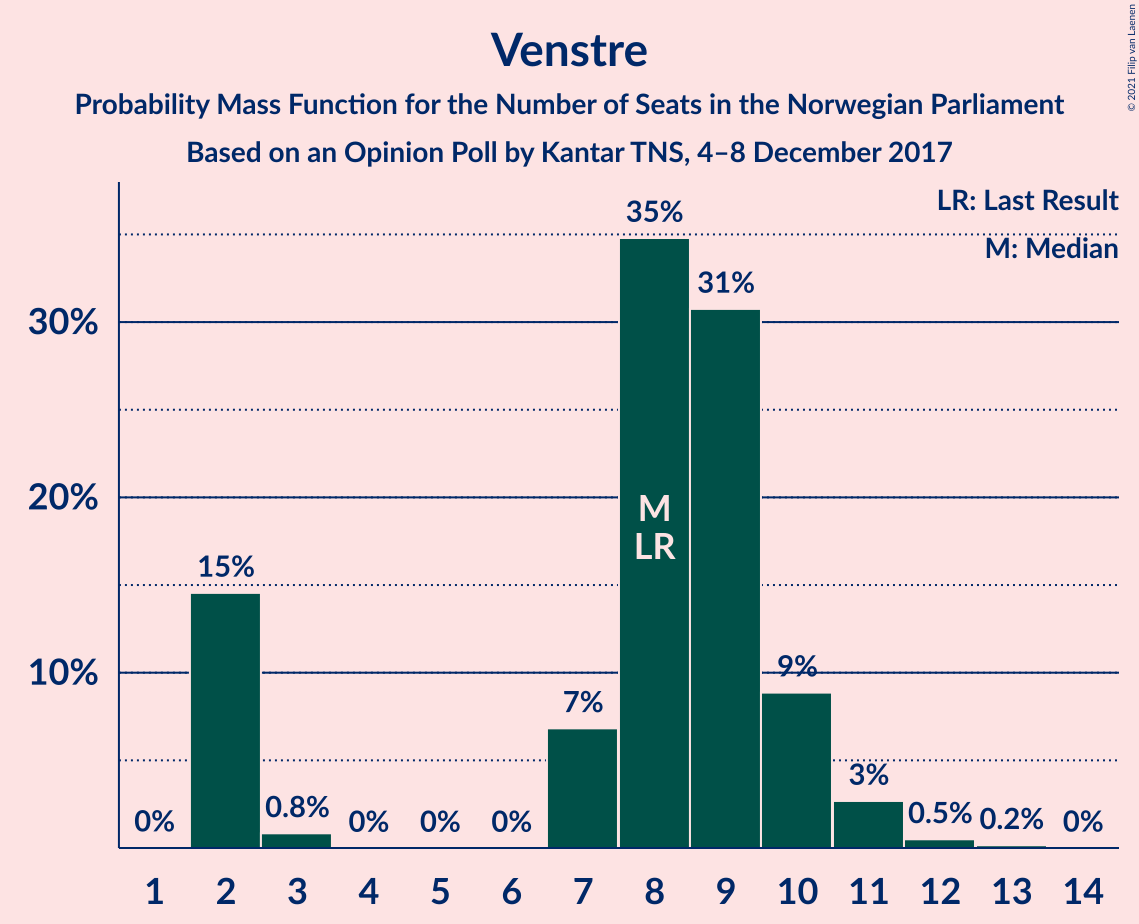 © 2021 Filip van Laenen
Venstre
Probability Mass Function for the Number of Seats in the Norwegian Parliament
Based on an Opinion Poll by Kantar TNS, 4–8 December 2017
LR: Last Result
M: Median
35%
31%
30%
20%
M
LR
15%
10%
9%
7%
3%
0%
0.8%
0%
0%
0%
0.5%
0.2%
0%
1 2 3 4 5 6 7 8 9 10 11 12 13 14